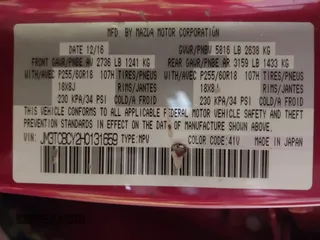 MFD. BY MAZDA MOTOR CORPORATION
DATE 12/16 GVWR/PNBV 5816 LB 2638 KG
FRONT GAWR/PNBE AV 2736 LB 1241 KG REAR GAWR/PNBE AR 3159 LB 1433 KG
WITH/AVEC P255/60R18 TIRES/PNEUS WITH/AVEC P255/60R18 TIRES/PNEUS
18X8J RIMS/JANTES 18X8J RIMS/JANTES
230 KPA/34 PSI COLD/A FROID 230 KPA/34 PSI COLD/A FROID
THIS VEHICLE CONFORMS TO ALL APPLICABLE FEDERAL MOTOR VEHICLE SAFETY AND THEFT
PREVENTION STANDARDS IN EFFECT ON THE DATE OF MANUFACTURE SHOWN ABOVE.
VIN: JM3TCBCY2H0131659 TYPE:MPV COLOR CODE:41V MADE IN JAPAN